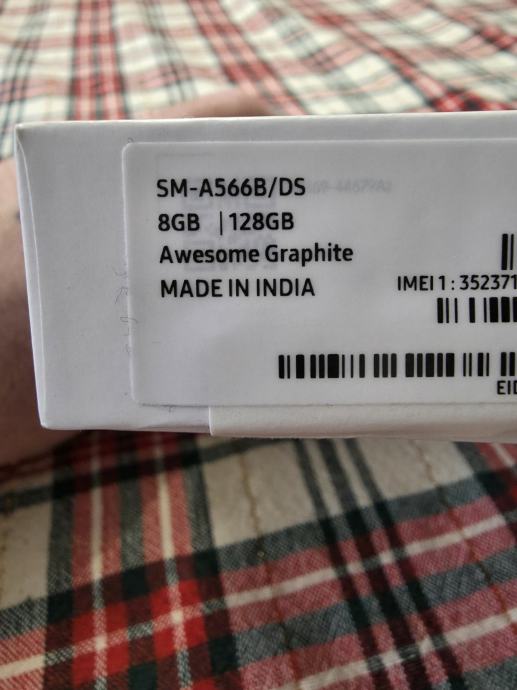 SM-A566B/DS
8GB | 128GB
Awesome Graphite
MADE IN INDIA
IMEI 1 : 352371
EID